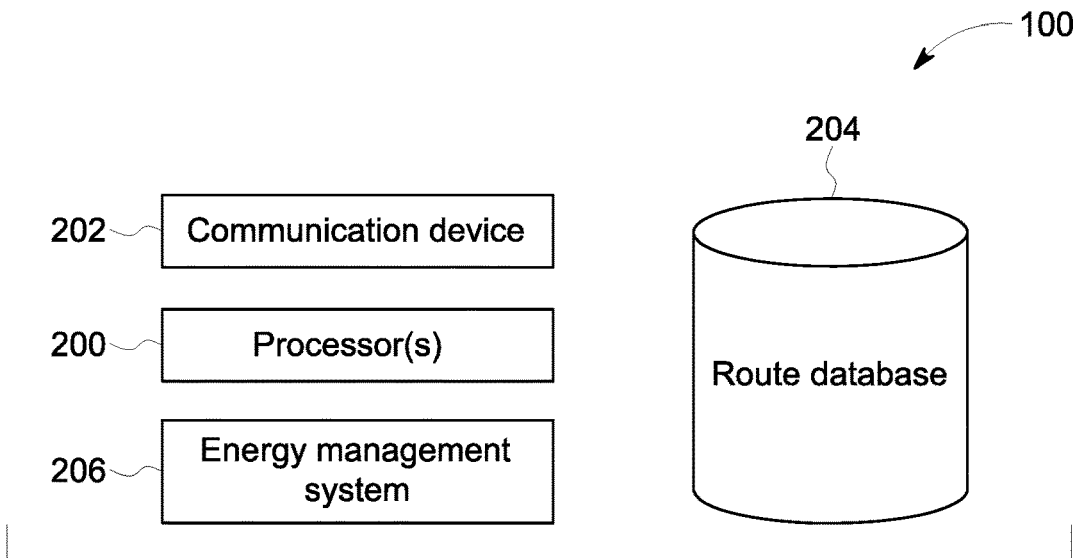 100
204
202
Communication device
200
Processor(s)
Route database
206
Energy management
system